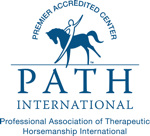 PREMIER ACCREDITED CENTER
PATH
INTERNATIONAL
Professional Association of Therapeutic
Horsemanship International